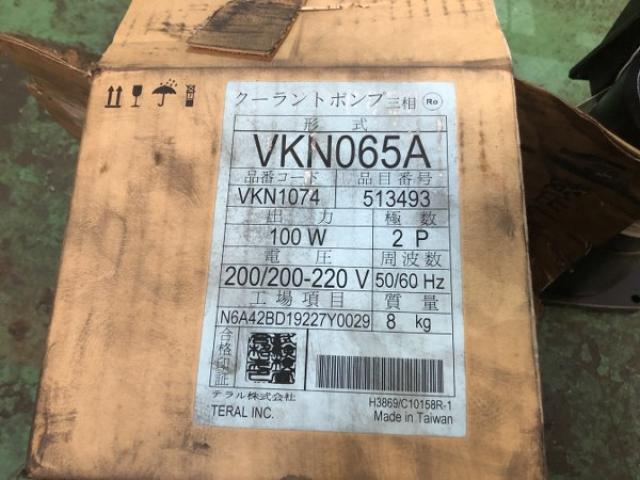 クーラントポンプ三相 Ro
形式
VKN065A
品番コード 品目番号
VKN1074 513493
出力 極数
100 W 2 P
電圧 周波数
200/200-220 V 50/60 Hz
工場項目 質量
N6A42BD19227Y0029 8 kg
合格印証
テラル株式会社 H3869/C10158R-1
TERAL INC. Made in Taiwan